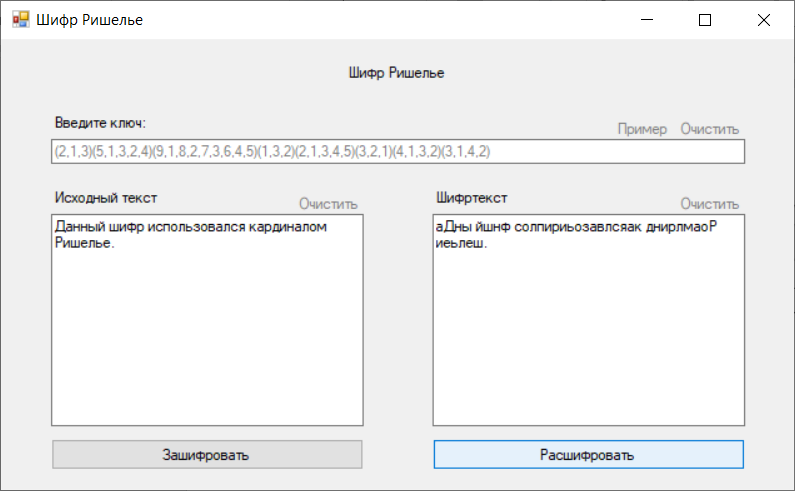 Шифр Ришелье
Шифр Ришелье
Введите ключ:
Пример Очистить
(2,1,3)(5,1,3,2,4)(9,1,8,2,7,3,6,4,5)(1,3,2)(2,1,3,4,5)(3,2,1)(4,1,3,2)(3,1,4,2)
Исходный текст
Очистить
Шифртекст
Очистить
Данный шифр использовался кардиналом
Ришелье.
аДны йшнф солпириьозавлсяак днирлмаоР
иеьлеш.
Зашифровать
Расшифровать